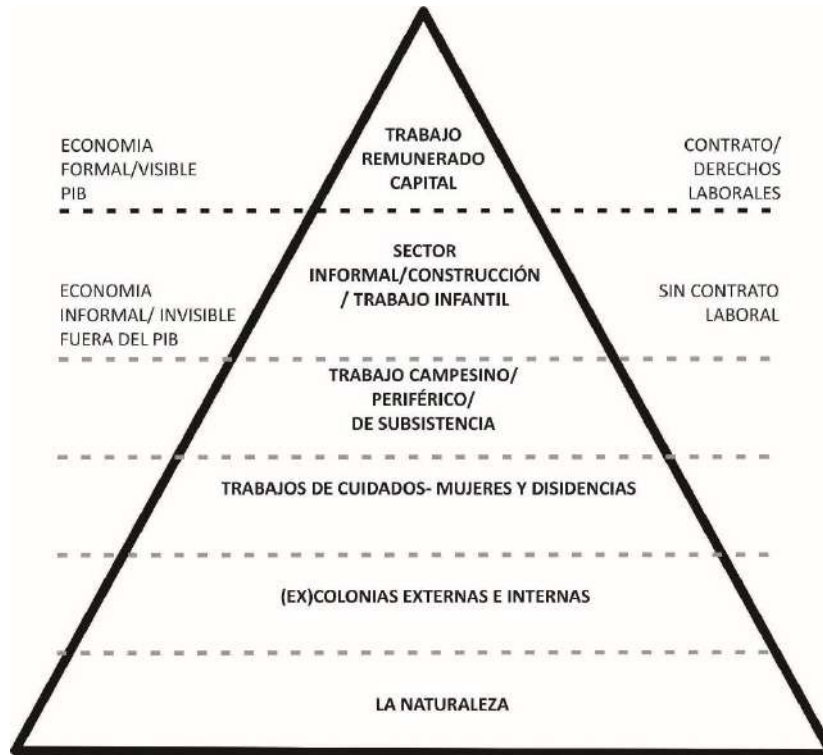 ECONOMIA
FORMAL/VISIBLE
PIB
TRABAJO
REMUNERADO
CAPITAL
CONTRATO/
DERECHOS
LABORALES
SECTOR
INFORMAL/CONSTRUCCIÓN
/ TRABAJO INFANTIL
ECONOMIA
INFORMAL/ INVISIBLE
FUERA DEL PIB
SIN CONTRATO
LABORAL
TRABAJO CAMPESINO/
PERIFÉRICO/
DE SUBSISTENCIA
TRABAJOS DE CUIDADOS- MUJERES Y DISIDENCIAS
(EX)COLONIAS EXTERNAS E INTERNAS
LA NATURALEZA